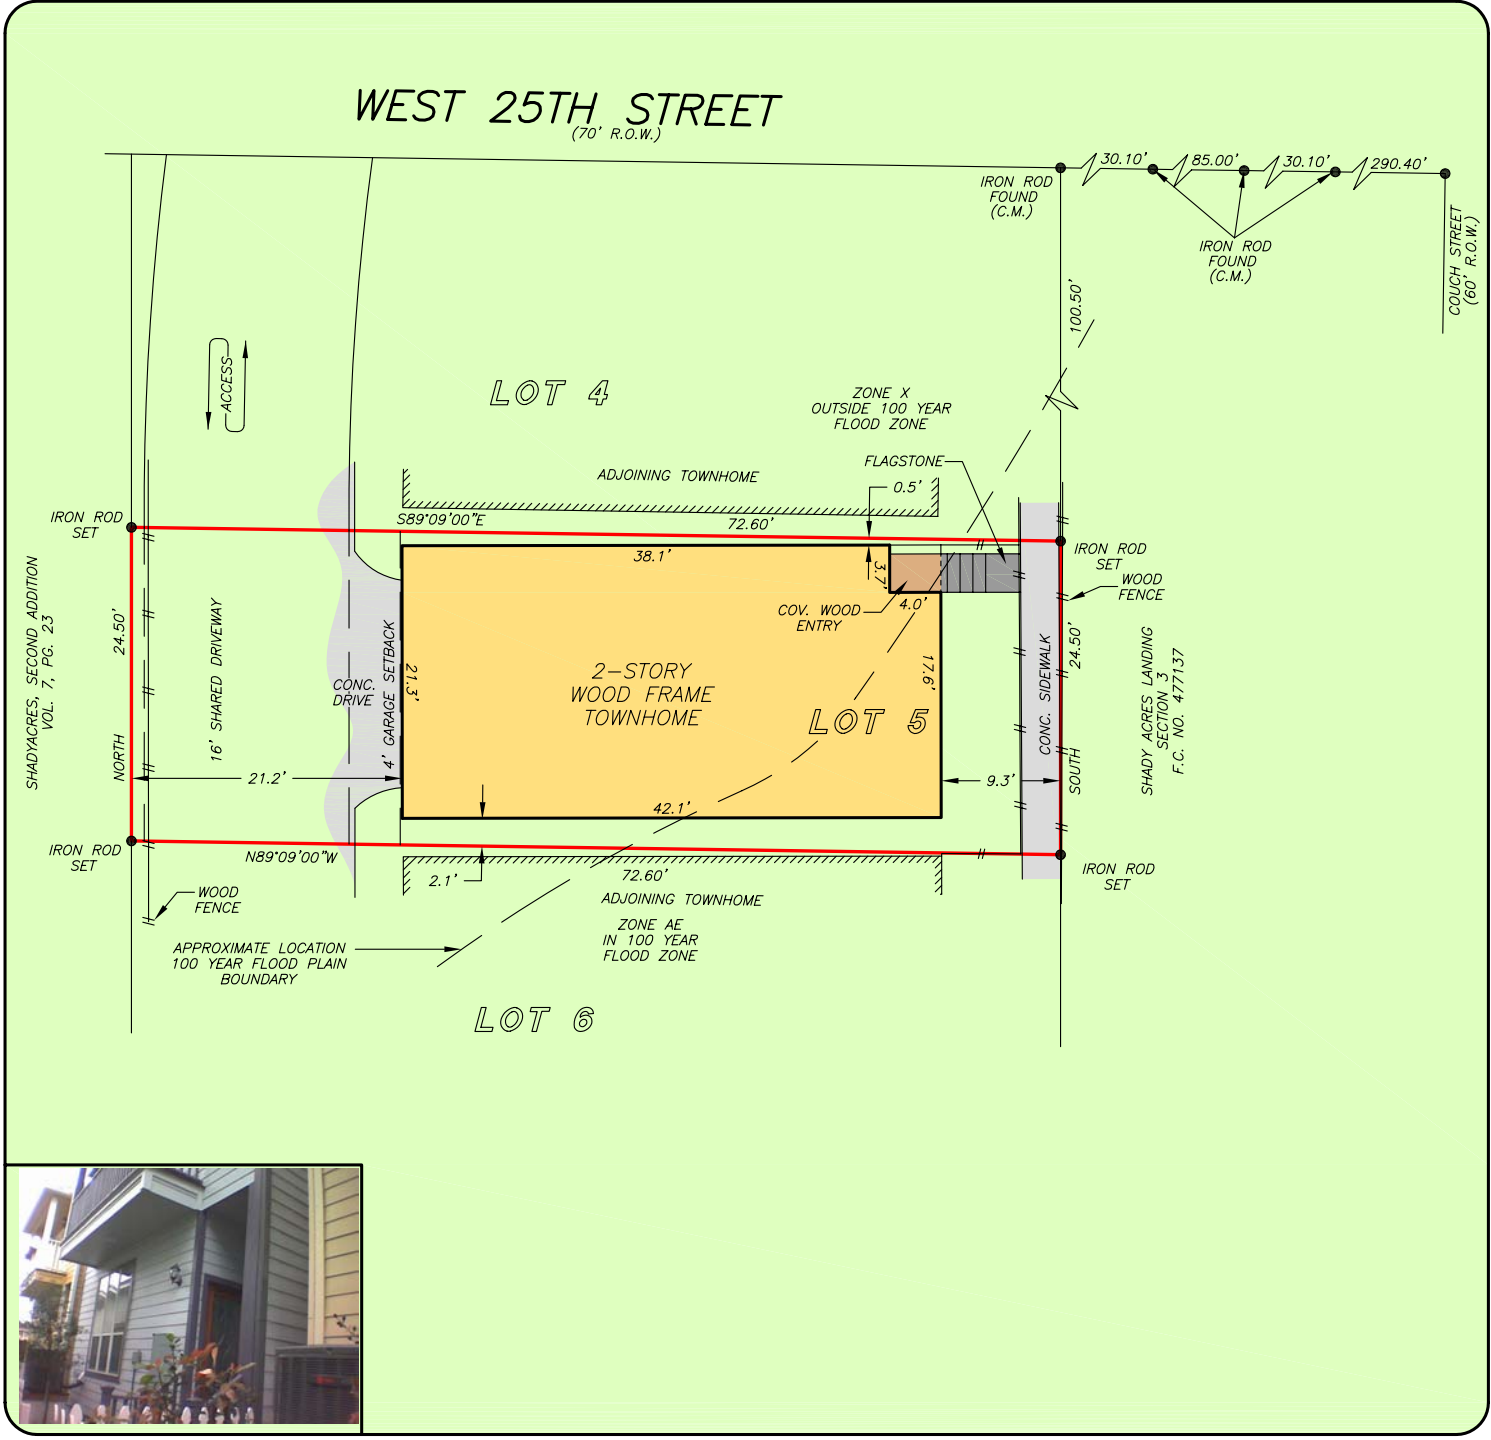 WEST 25TH STREET
(70' R.O.W.)
30.10'
85.00'
30.10'
290.40'
IRON ROD
FOUND
(C.M.)
IRON ROD
FOUND
(C.M.)
COUCH STREET
(60' R.O.W.)
100.50'
ACCESS
LOT 4
ZONE X
OUTSIDE 100 YEAR
FLOOD ZONE
FLAGSTONE
ADJOINING TOWNHOME
0.5'
IRON ROD
SET
S89°09'00"E
72.60'
38.1'
3.7'
IRON ROD
SET
WOOD
FENCE
COV. WOOD
ENTRY
4.0'
SHADYACRES, SECOND ADDITION
VOL. 7, PG. 23
24.50'
NORTH
16' SHARED DRIVEWAY
CONC.
DRIVE
4' GARAGE SETBACK
21.3'
2-STORY
WOOD FRAME
TOWNHOME
17.6'
LOT 5
CONC. SIDEWALK
24.50'
SOUTH
SHADY ACRES LANDING
SECTION 3
F.C. NO. 477137
21.2'
9.3'
42.1'
IRON ROD
SET
N89°09'00"W
2.1'
72.60'
IRON ROD
SET
WOOD
FENCE
ADJOINING TOWNHOME
ZONE AE
IN 100 YEAR
FLOOD ZONE
APPROXIMATE LOCATION
100 YEAR FLOOD PLAIN
BOUNDARY
LOT 6